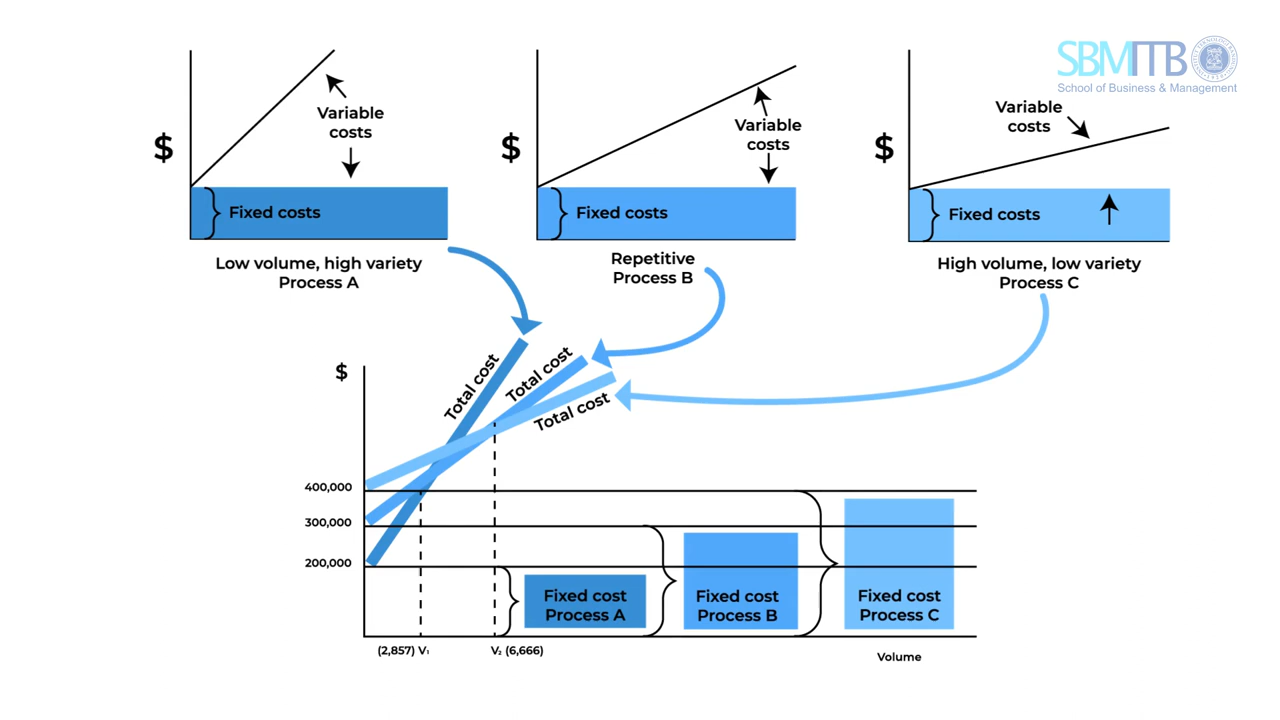 SBMITB
School of Business & Management
$
Variable
costs
Fixed costs
Low volume, high variety
Process A
$
Variable
costs
Fixed costs
Repetitive
Process B
$
Variable
costs
Fixed costs
High volume, low variety
Process C
$
Total cost
Total cost
Total cost
400,000
300,000
200,000
Fixed cost
Process A
Fixed cost
Process B
Fixed cost
Process C
(2,857) V₁
V₂ (6,666)
Volume